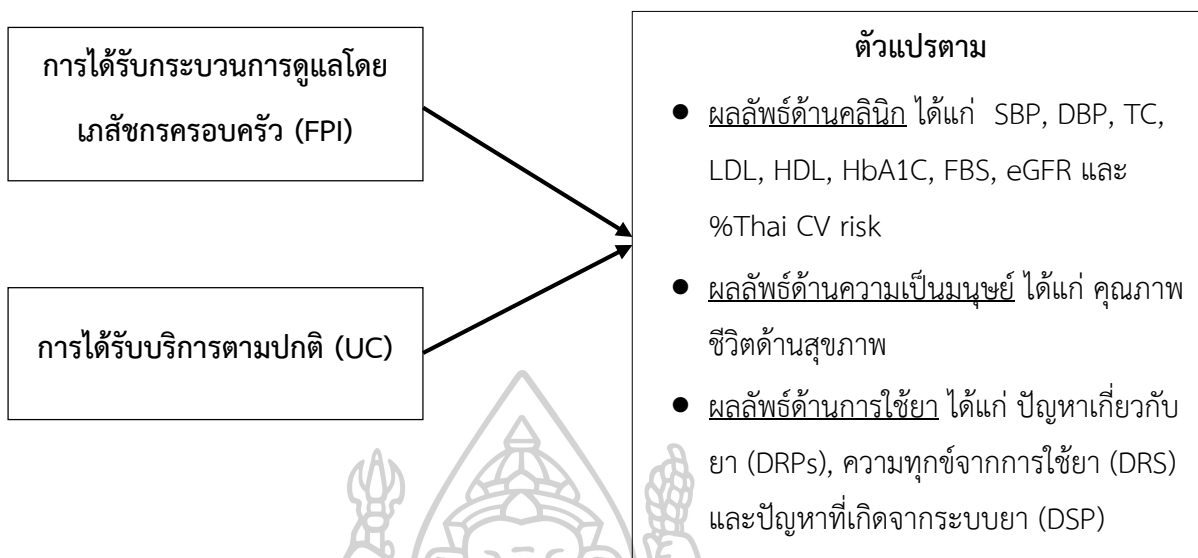 การได้รับกระบวนการดูแลโดย
เภสัชกรครอบครัว (FPI)
การได้รับบริการตามปกติ (UC)
ตัวแปรตาม
● ผลลัพธ์ด้านคลินิก ได้แก่ SBP, DBP, TC,
LDL, HDL, HbA1C, FBS, eGFR และ
%Thai CV risk
● ผลลัพธ์ด้านความเป็นมนุษย์ ได้แก่ คุณภาพ
ชีวิตด้านสุขภาพ
● ผลลัพธ์ด้านการใช้ยา ได้แก่ ปัญหาเกี่ยวกับ
ยา (DRPs), ความทุกข์จากการใช้ยา (DRS)
และปัญหาที่เกิดจากระบบยา (DSP)